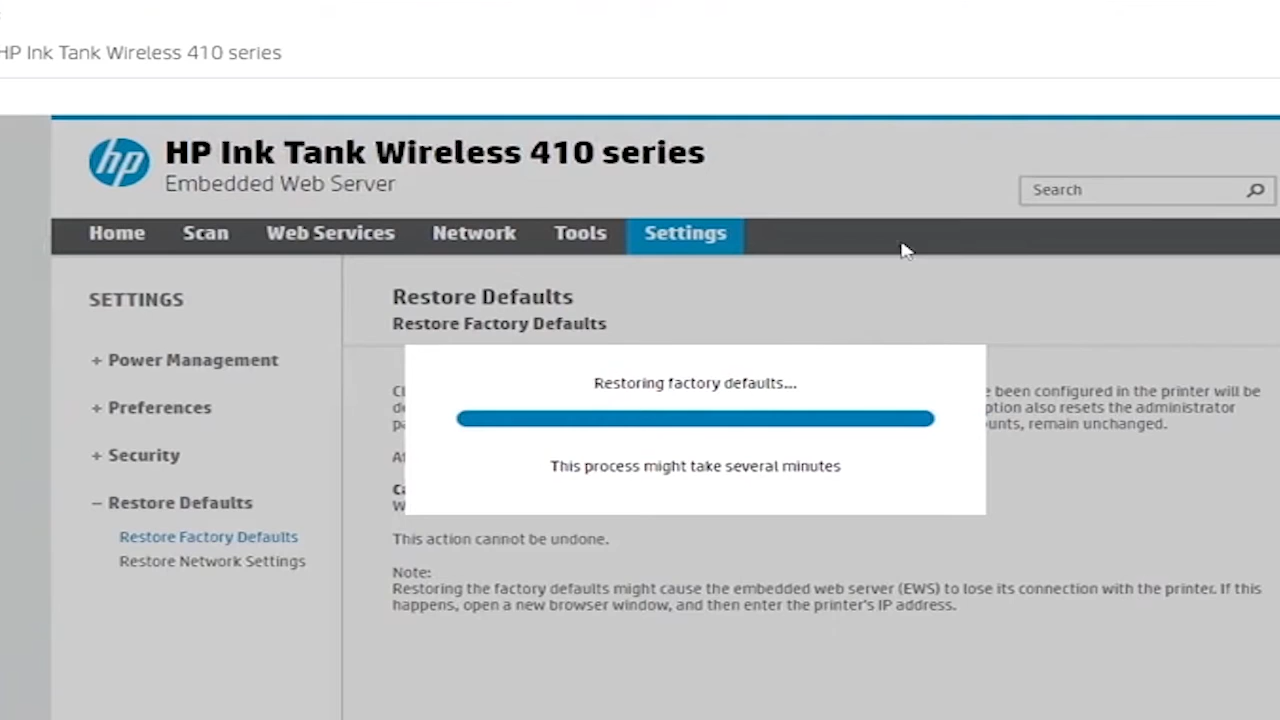 HP Ink Tank Wireless 410 series
hp
HP Ink Tank Wireless 410 series
Embedded Web Server
Search
Home Scan Web Services Network Tools Settings
SETTINGS
+ Power Management
+ Preferences
+ Security
– Restore Defaults
Restore Factory Defaults
Restore Network Settings
Restore Defaults
Restore Factory Defaults
been configured in the printer will be
ption also resets the administrator
unts, remain unchanged.
Restoring factory defaults...
This process might take several minutes
This action cannot be undone.
Note:
Restoring the factory defaults might cause the embedded web server (EWS) to lose its connection with the printer. If this
happens, open a new browser window, and then enter the printer's IP address.